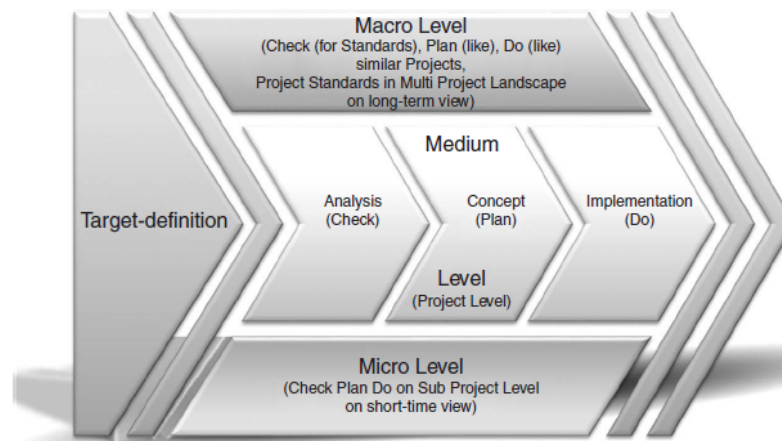 Macro Level
(Check (for Standards), Plan (like), Do (like)
similar Projects,
Project Standards in Multi Project Landscape
on long-term view)
Medium
Target-definition
Analysis
(Check)
Concept
(Plan)
Implementation
(Do)
Level
(Project Level)
Micro Level
(Check Plan Do on Sub Project Level
on short-time view)